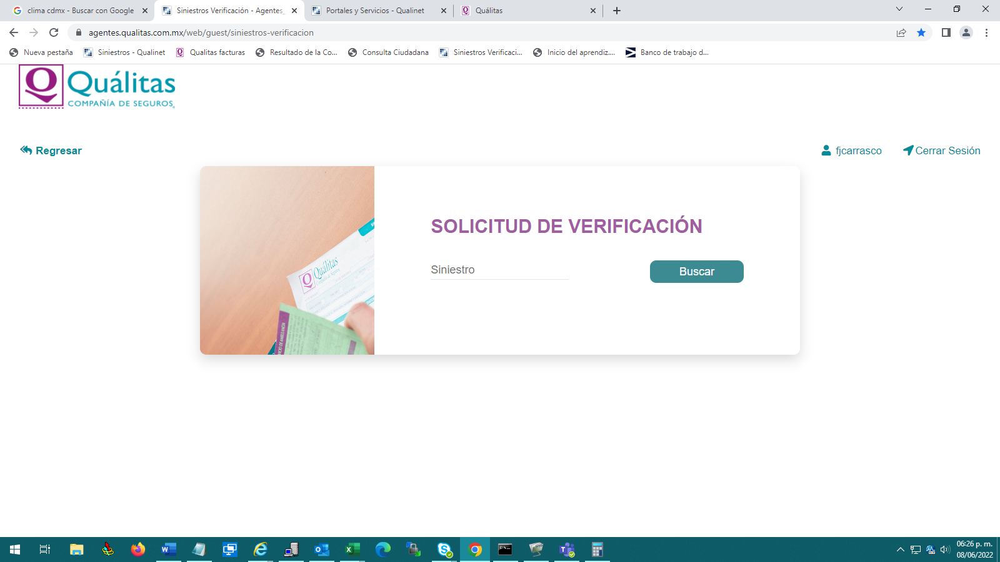 clima cdmx - Buscar con Google
Siniestros Verificación - Agentes_
Portales y Servicios - Qualinet
Quálitas
agentes.qualitas.com.mx/web/guest/siniestros-verificacion
Nueva pestaña
Siniestros - Qualinet
Qualitas facturas
Resultado de la Co...
Consulta Ciudadana
Siniestros Verificaci...
Inicio del aprendiz....
Banco de trabajo d...
Quálitas
COMPAÑÍA DE SEGUROS
Regresar
fjcarrasco
Cerrar Sesión
SOLICITUD DE VERIFICACIÓN
Siniestro
Buscar
Quálitas
06:26 p. m.
08/06/2022